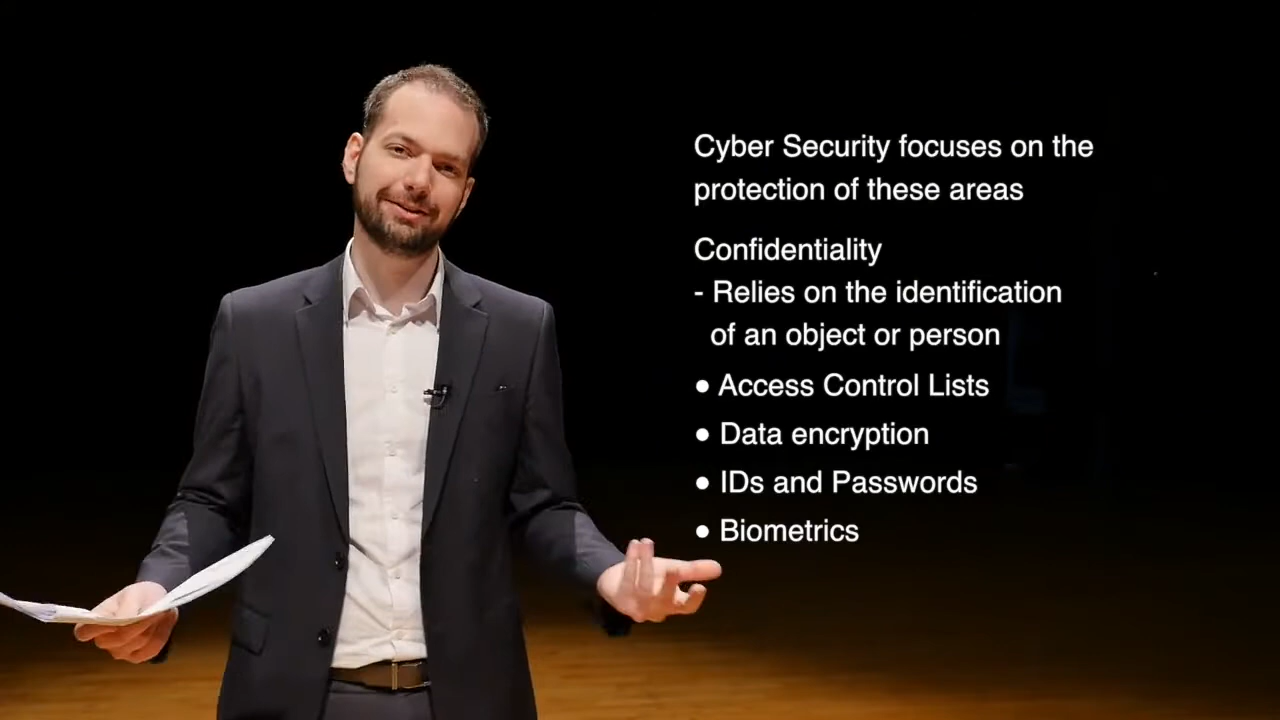 Cyber Security focuses on the
protection of these areas
Confidentiality
- Relies on the identification
of an object or person
● Access Control Lists
● Data encryption
● IDs and Passwords
● Biometrics